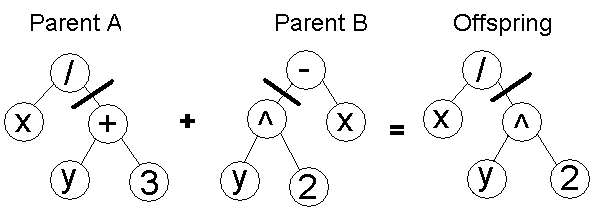 Parent A Parent B Offspring
/ - /
x + + ^ x = x ^
y 3 y 2 y 2